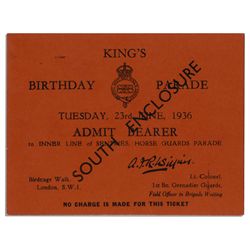 KING'S
BIRTHDAY PARADE
TUESDAY, 23rd JUNE, 1936
ADMIT BEARER
to INNER LINE of SENTRIES, HORSE GUARDS PARADE
SOUTH ENCLOSURE
Birdcage Walk,
London, S.W.1.
Lt. Colonel,
1st Bn. Grenadier Guards,
Field Officer in Brigade Waiting
NO CHARGE IS MADE FOR THIS TICKET